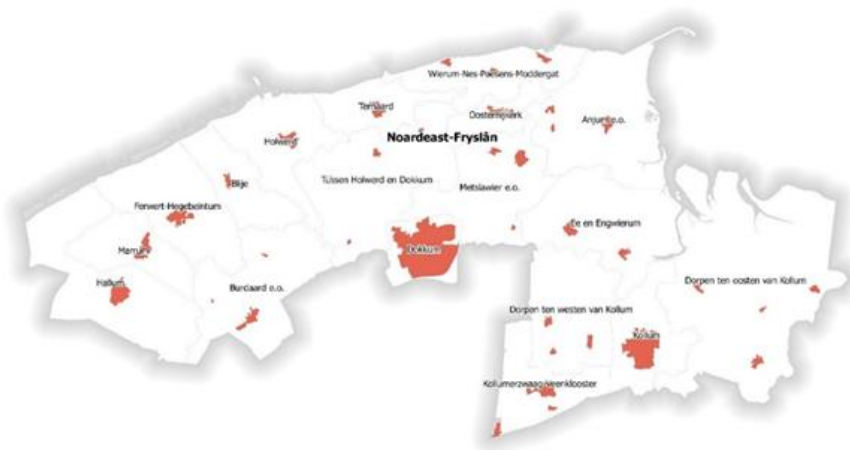 Wierum-Nes-Paesens-Moddergat
Ternaard
Oosternijkerk
Anjum e.o.
Holwerd
Noardeast-Fryslân
Tussen Holwerd en Dokkum
Metslawier e.o.
Blije
Ferwert-Hegebeintum
Ee en Engwierum
Marrum
Dokkum
Hallum
Burdaard e.o.
Dorpen ten oosten van Kollum
Dorpen ten westen van Kollum
Kollum
Kollumerzwaag-Veenklooster